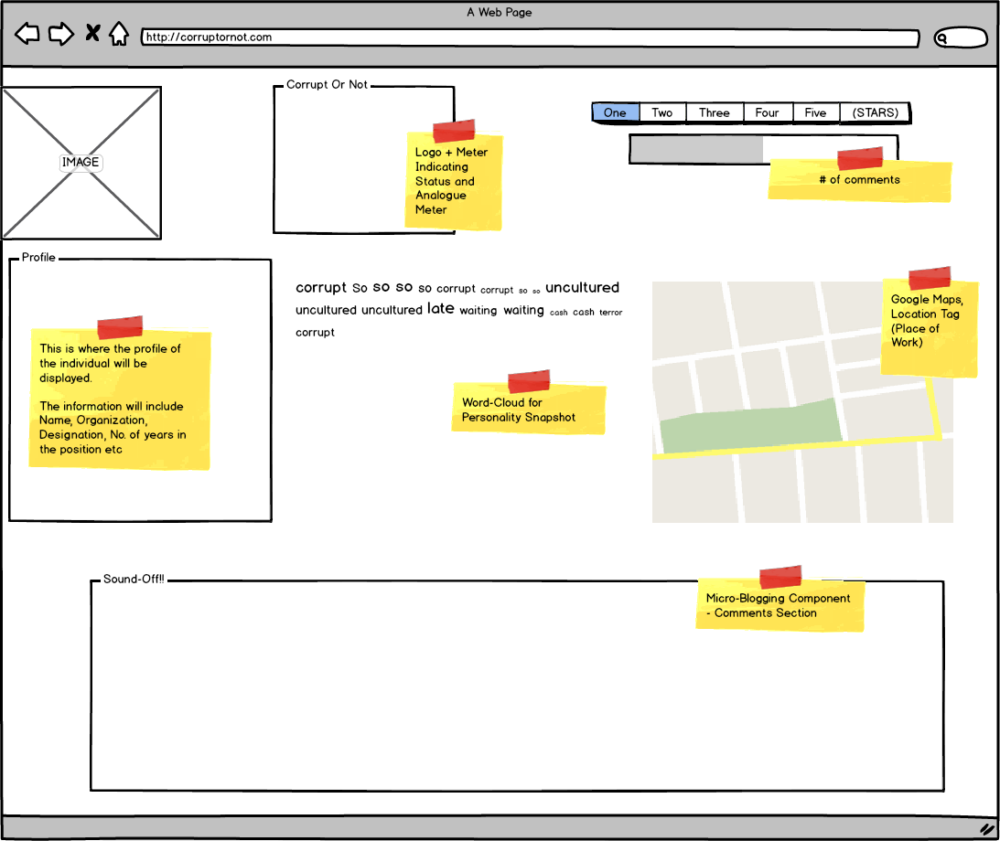 A Web Page
http://corruptornot.com
IMAGE
Corrupt Or Not
Logo + Meter
Indicating
Status and
Analogue
Meter
One Two Three Four Five (STARS)
# of comments
Profile
This is where the profile of
the individual will be
displayed.
The information will include
Name, Organization,
Designation, No. of years in
the position etc
corrupt So so so so corrupt corrupt so so uncultured
uncultured uncultured late waiting waiting cash cash terror
corrupt
Word-Cloud for
Personality Snapshot
Google Maps,
Location Tag
(Place of
Work)
Sound-Off!!
Micro-Blogging Component
- Comments Section